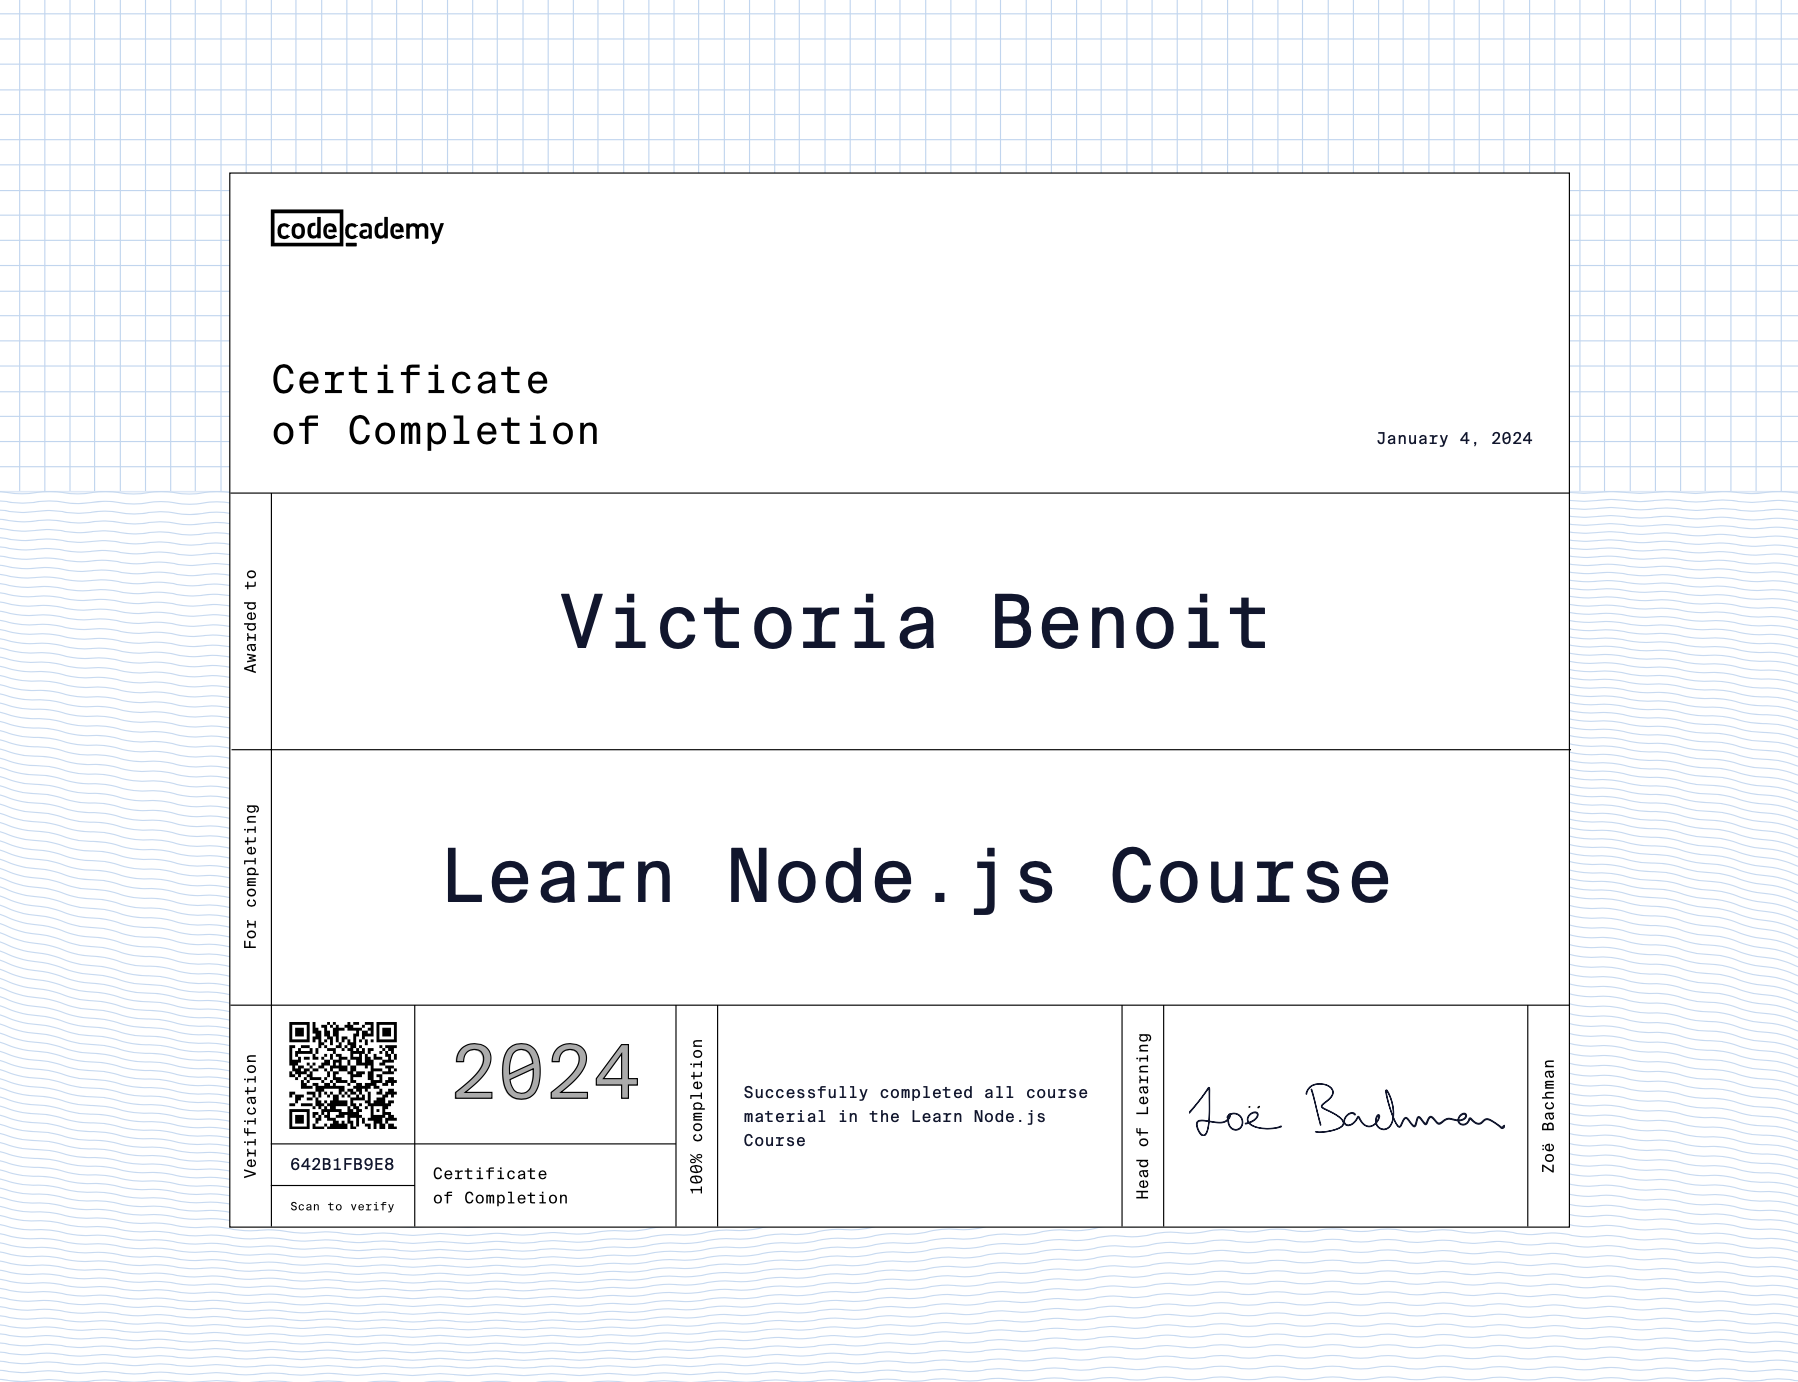 codecademy
Certificate
of Completion
January 4, 2024
Awarded to
Victoria Benoit
For completing
Learn Node.js Course
Verification
642B1FB9E8
Scan to verify
2024
Certificate
of Completion
100% completion
Successfully completed all course
material in the Learn Node.js
Course
Head of Learning
Zoë Bachman
Zoë Bachman